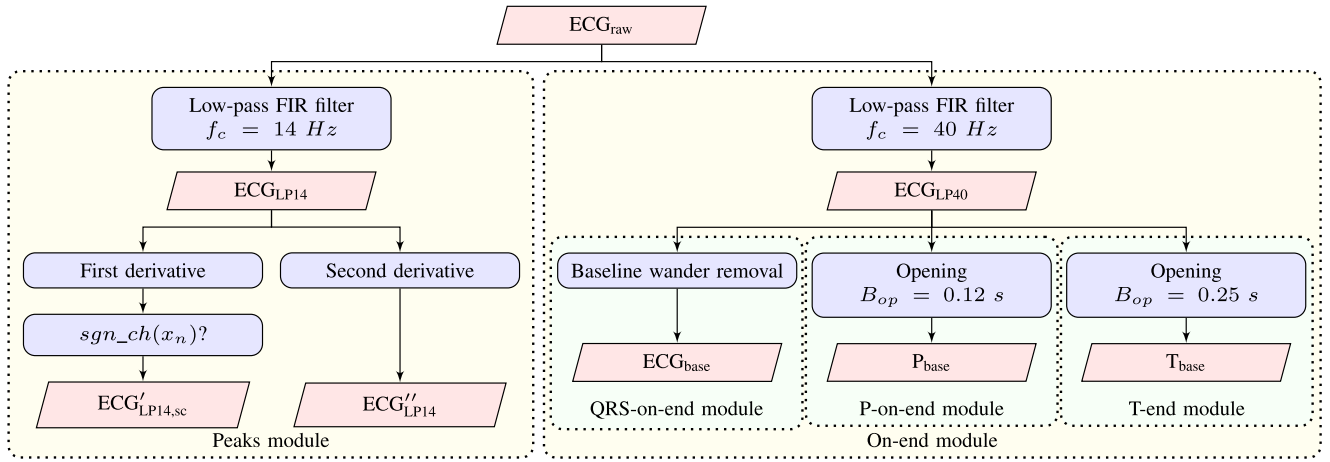 ECG_raw
Low-pass FIR filter
f_c = 14 Hz
ECG_LP14
First derivative
Second derivative
sgn_ch(x_n)?
ECG′_LP14,sc
ECG′′_LP14
Peaks module
Low-pass FIR filter
f_c = 40 Hz
ECG_LP40
Baseline wander removal
ECG_base
QRS-on-end module
Opening
B_op = 0.12 s
P_base
P-on-end module
Opening
B_op = 0.25 s
T_base
T-end module
On-end module